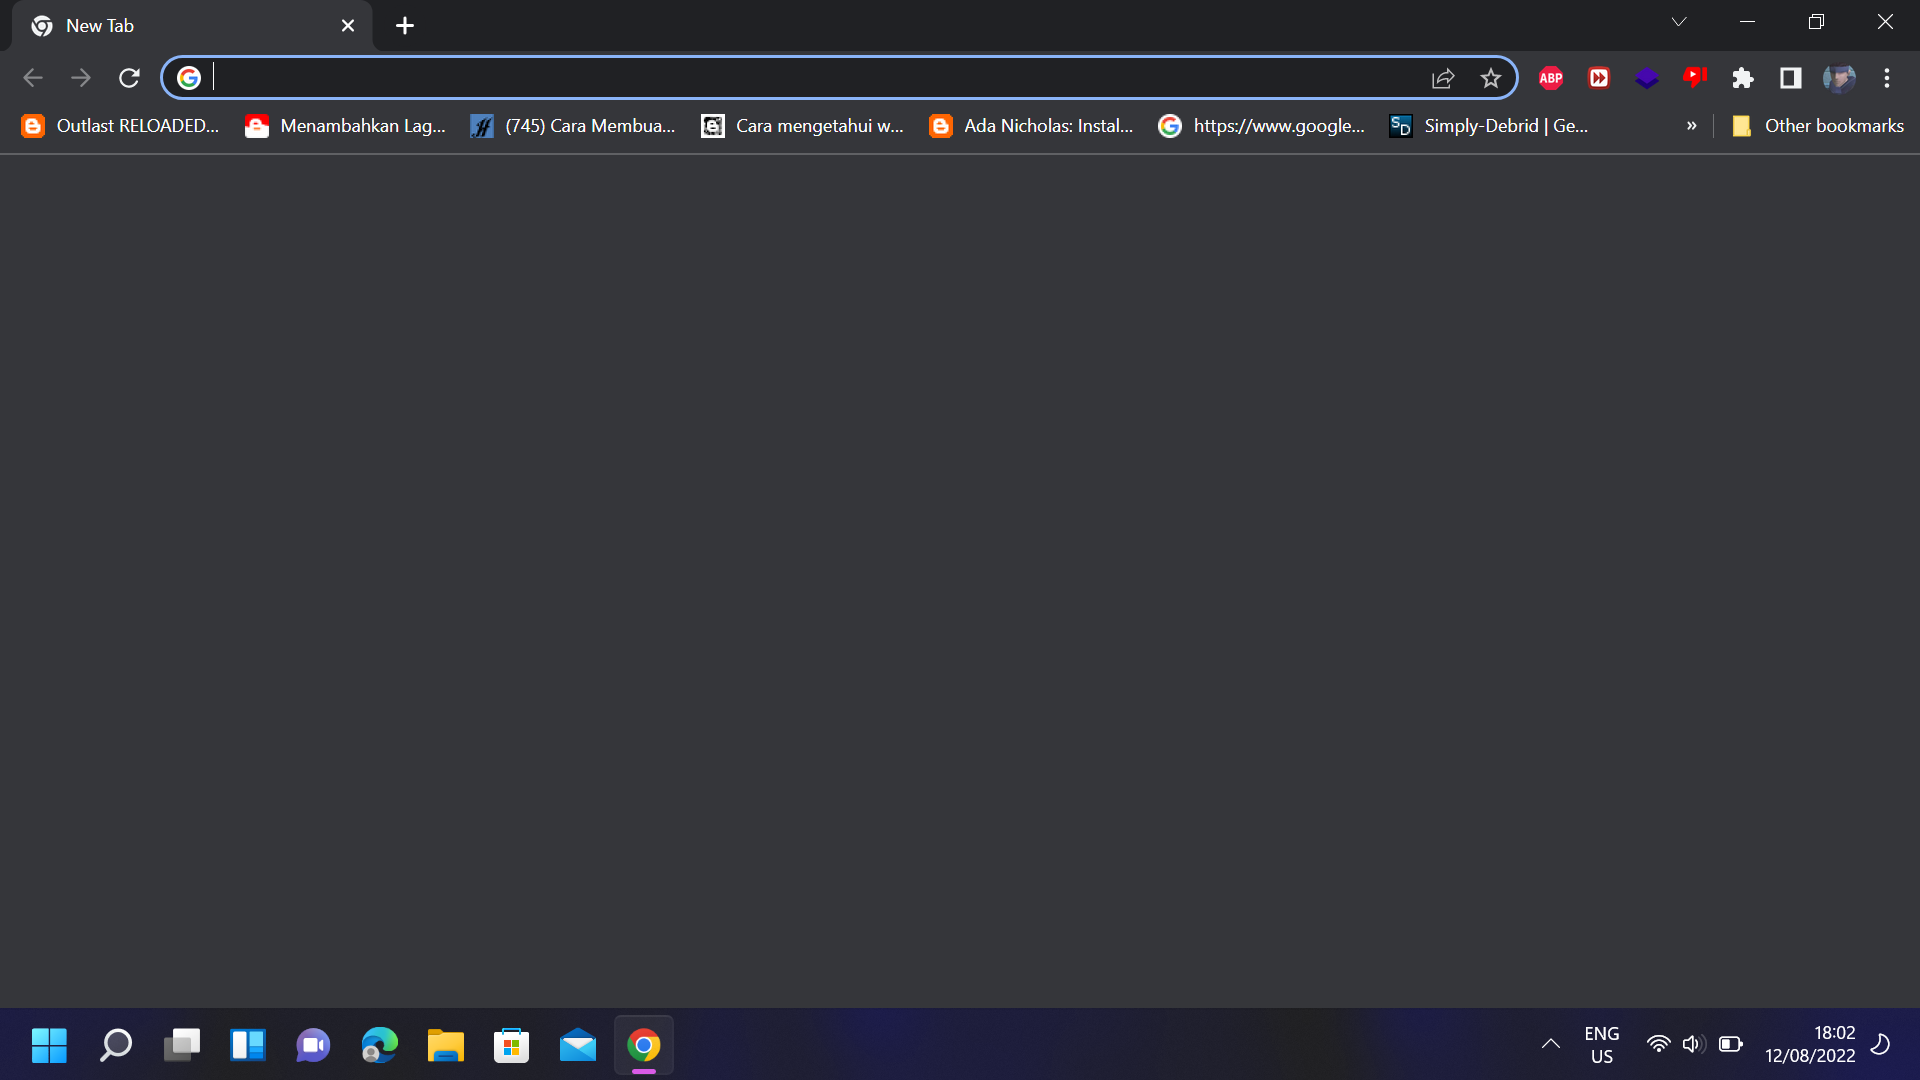 New Tab
ABP
Outlast RELOADED... Menambahkan Lag... (745) Cara Membua... Cara mengetahui w... Ada Nicholas: Instal... https://www.google... SD Simply-Debrid | Ge... » Other bookmarks
ENG
US
18:02
12/08/2022